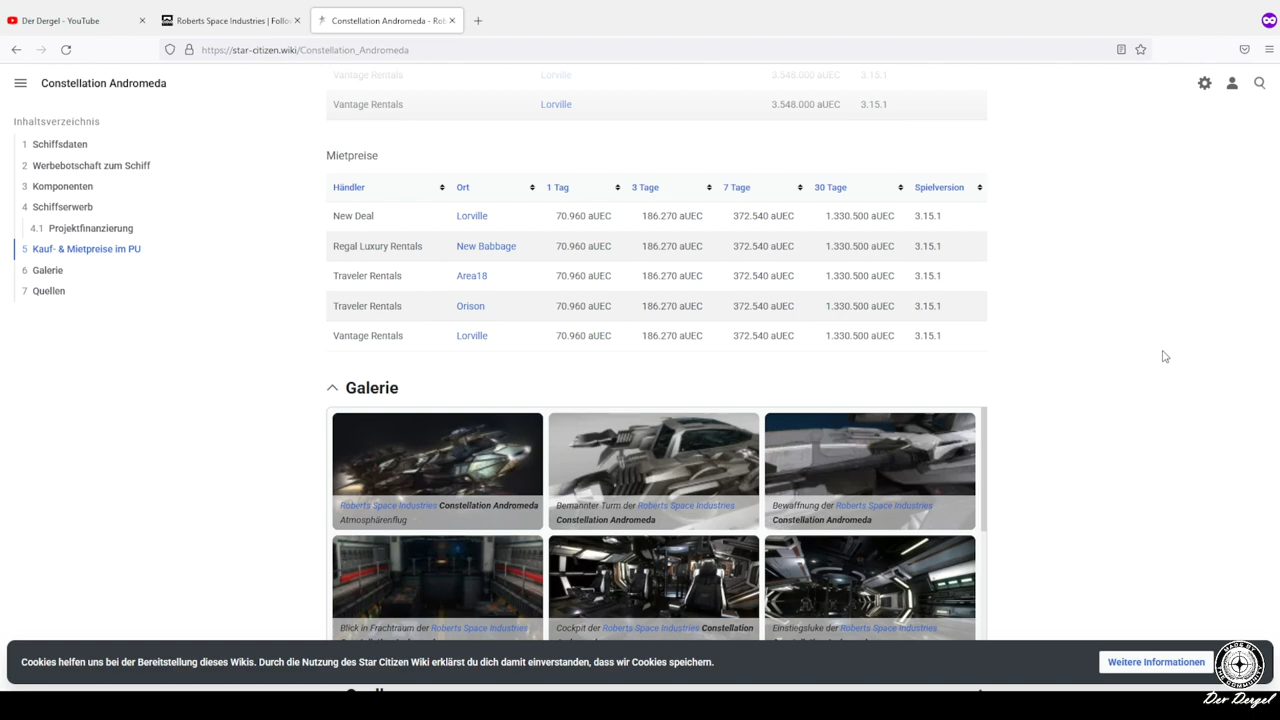 Der Dergel - YouTube
Roberts Space Industries | Follo
Constellation Andromeda - Rob
https://star-citizen.wiki/Constellation_Andromeda
Constellation Andromeda
Inhaltsverzeichnis
1 Schiffsdaten
2 Werbebotschaft zum Schiff
3 Komponenten
4 Schiffserwerb
4.1 Projektfinanzierung
5 Kauf- & Mietpreise im PU
6 Galerie
7 Quellen
Vantage Rentals Lorville 3.548.000 aUEC 3.15.1
Vantage Rentals Lorville 3.548.000 aUEC 3.15.1
Mietpreise
Händler Ort 1 Tag 3 Tage 7 Tage 30 Tage Spielversion
New Deal Lorville 70.960 aUEC 186.270 aUEC 372.540 aUEC 1.330.500 aUEC 3.15.1
Regal Luxury Rentals New Babbage 70.960 aUEC 186.270 aUEC 372.540 aUEC 1.330.500 aUEC 3.15.1
Traveler Rentals Area18 70.960 aUEC 186.270 aUEC 372.540 aUEC 1.330.500 aUEC 3.15.1
Traveler Rentals Orison 70.960 aUEC 186.270 aUEC 372.540 aUEC 1.330.500 aUEC 3.15.1
Vantage Rentals Lorville 70.960 aUEC 186.270 aUEC 372.540 aUEC 1.330.500 aUEC 3.15.1
Galerie
Roberts Space Industries Constellation Andromeda
Atmosphärenflug
Bemannter Turm der Roberts Space Industries
Constellation Andromeda
Bewaffnung der Roberts Space Industries
Constellation Andromeda
Blick in Frachtraum der Roberts Space Industries
Cockpit der Roberts Space Industries Constellation
Einstiegsluke der Roberts Space Industries
Cookies helfen uns bei der Bereitstellung dieses Wikis. Durch die Nutzung des Star Citizen Wiki erklärst du dich damit einverstanden, dass wir Cookies speichern.
Weitere Informationen
MADE BY
THE COMMUNITY
Der Dergel